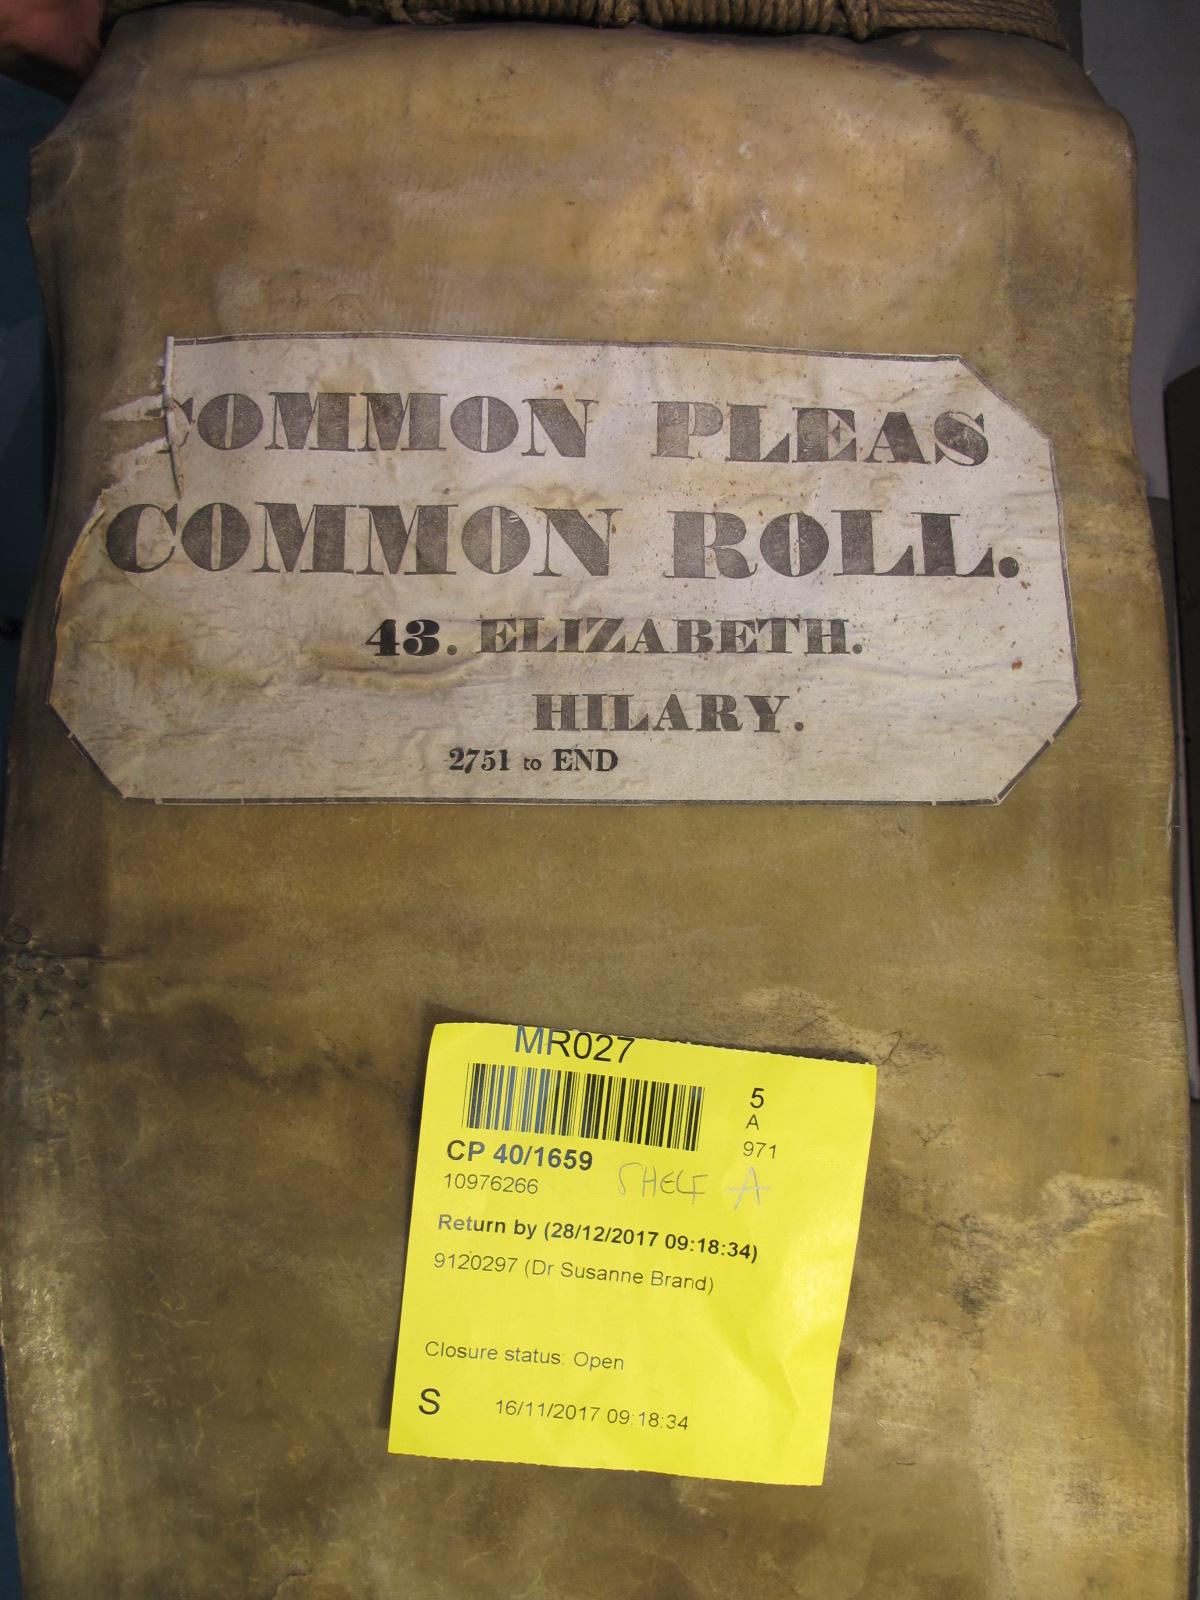 COMMON PLEAS
COMMON ROLL.
43. ELIZABETH.
HILARY.
2751 to END
MR027
5
A
971
CP 40/1659
10976266
SHELF A
Return by (28/12/2017 09:18:34)
9120297 (Dr Susanne Brand)
Closure status: Open
S 16/11/2017 09:18:34